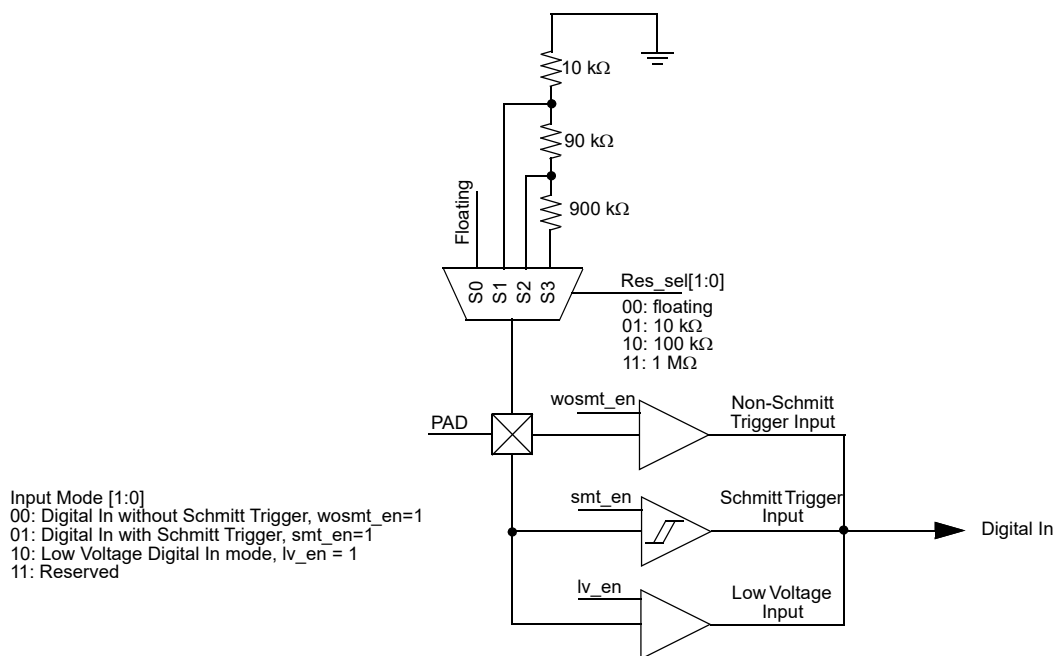 10 kΩ
90 kΩ
900 kΩ
Floating
S0
S1
S2
S3
Res_sel[1:0]
00: floating
01: 10 kΩ
10: 100 kΩ
11: 1 MΩ
wosmt_en
Non-Schmitt
Trigger Input
PAD
Input Mode [1:0]
00: Digital In without Schmitt Trigger, wosmt_en=1
01: Digital In with Schmitt Trigger, smt_en=1
10: Low Voltage Digital In mode, lv_en = 1
11: Reserved
smt_en
Schmitt Trigger
Input
Digital In
lv_en
Low Voltage
Input